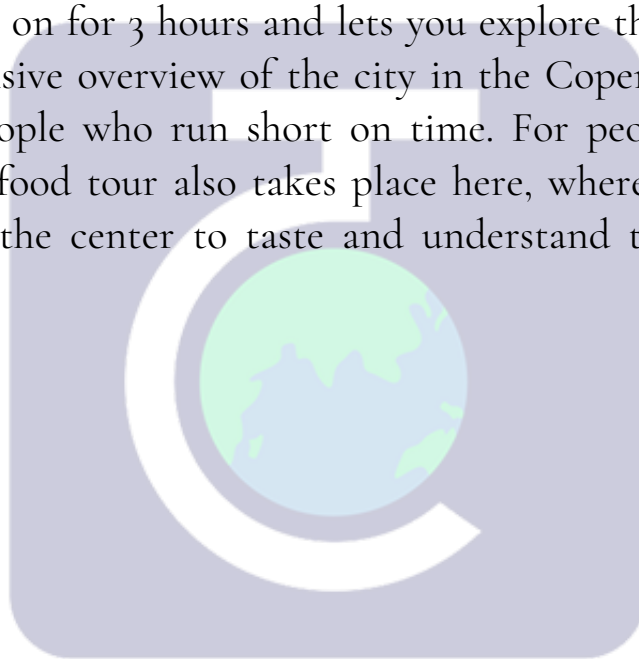 on for 3 hours and lets you explore th
sive overview of the city in the Coper
ople who run short on time. For peo
food tour also takes place here, where
the center to taste and understand t